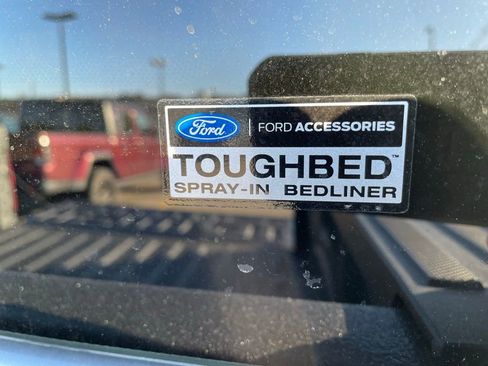 Ford | FORD ACCESSORIES
TOUGHBED™
SPRAY-IN BEDLINER